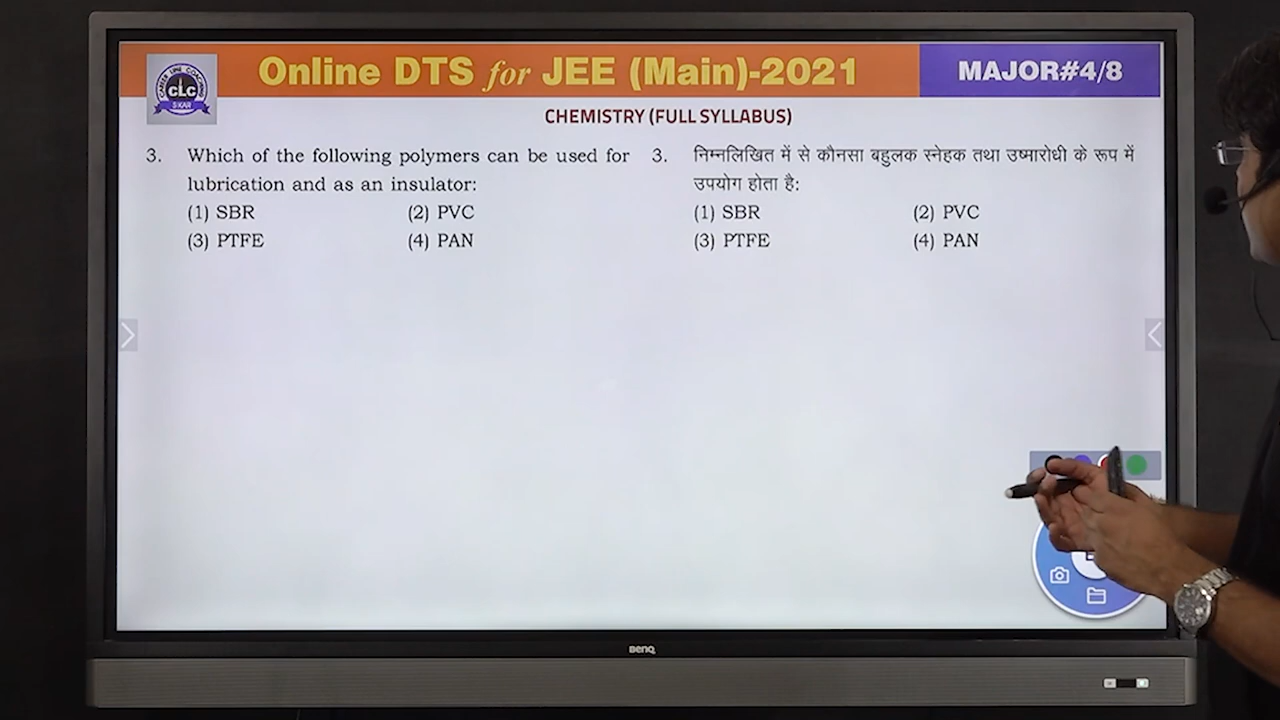 Online DTS for JEE (Main)-2021
MAJOR#4/8
CLC
SIKAR
CHEMISTRY (FULL SYLLABUS)
3. Which of the following polymers can be used for
lubrication and as an insulator:
(1) SBR (2) PVC
(3) PTFE (4) PAN
3. निम्नलिखित में से कौनसा बहुलक स्नेहक तथा उष्मारोधी के रूप में
उपयोग होता है:
(1) SBR (2) PVC
(3) PTFE (4) PAN
BenQ